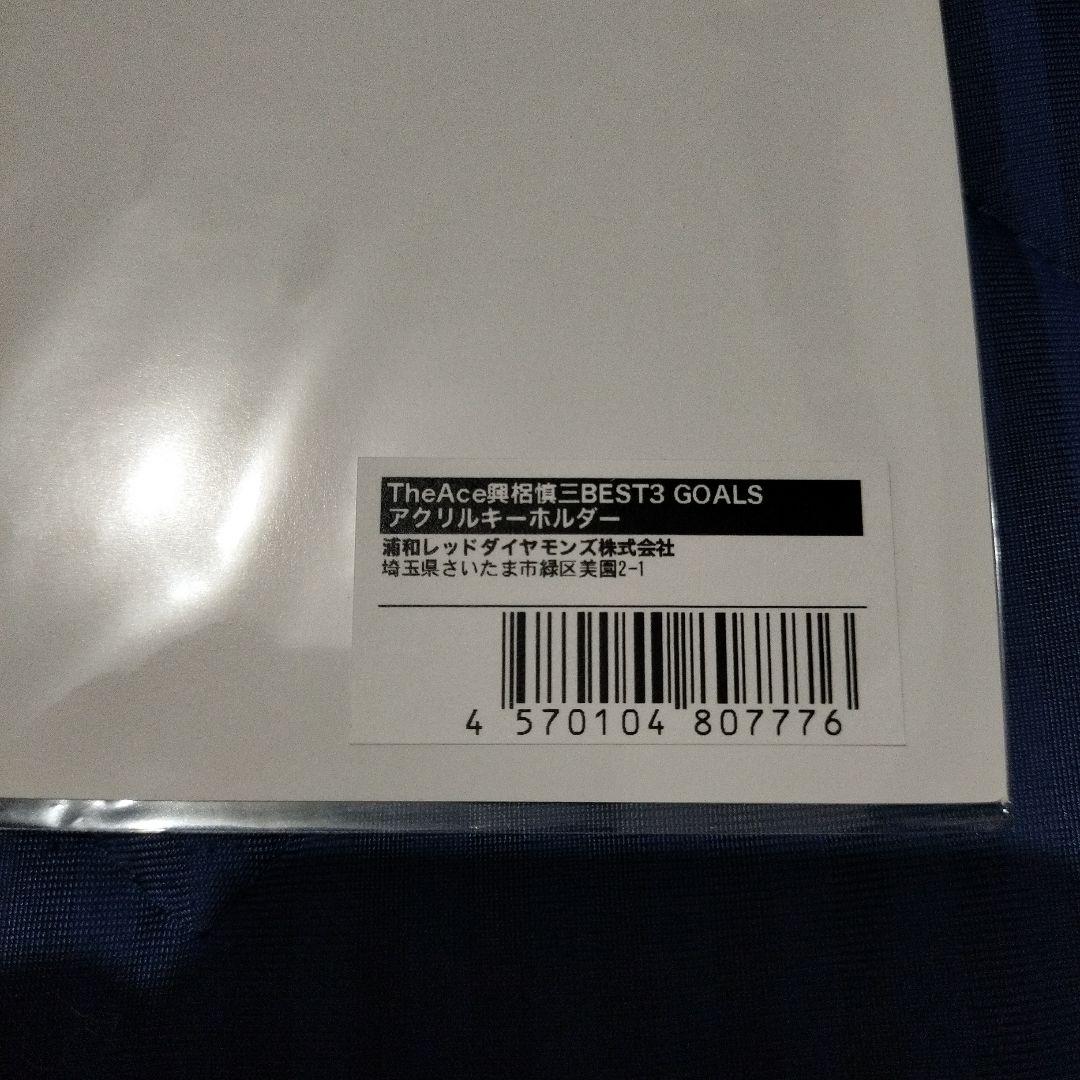 TheAce興梠慎三BEST3 GOALS
アクリルキーホルダー
浦和レッドダイヤモンズ株式会社
埼玉県さいたま市緑区美園2-1
4 570104 807776